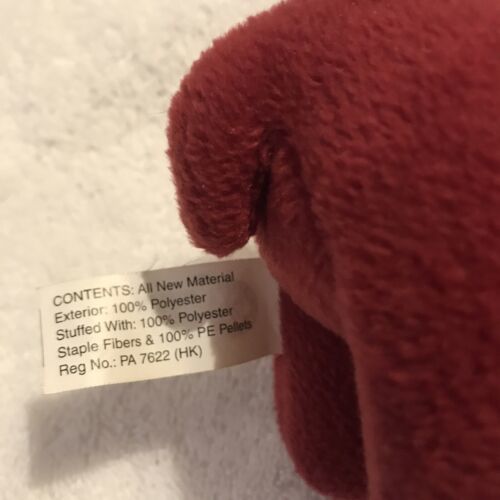 CONTENTS: All New Material
Exterior: 100% Polyester
Stuffed With: 100% Polyester
Staple Fibers & 100% PE Pellets
Reg No.: PA 7622 (HK)